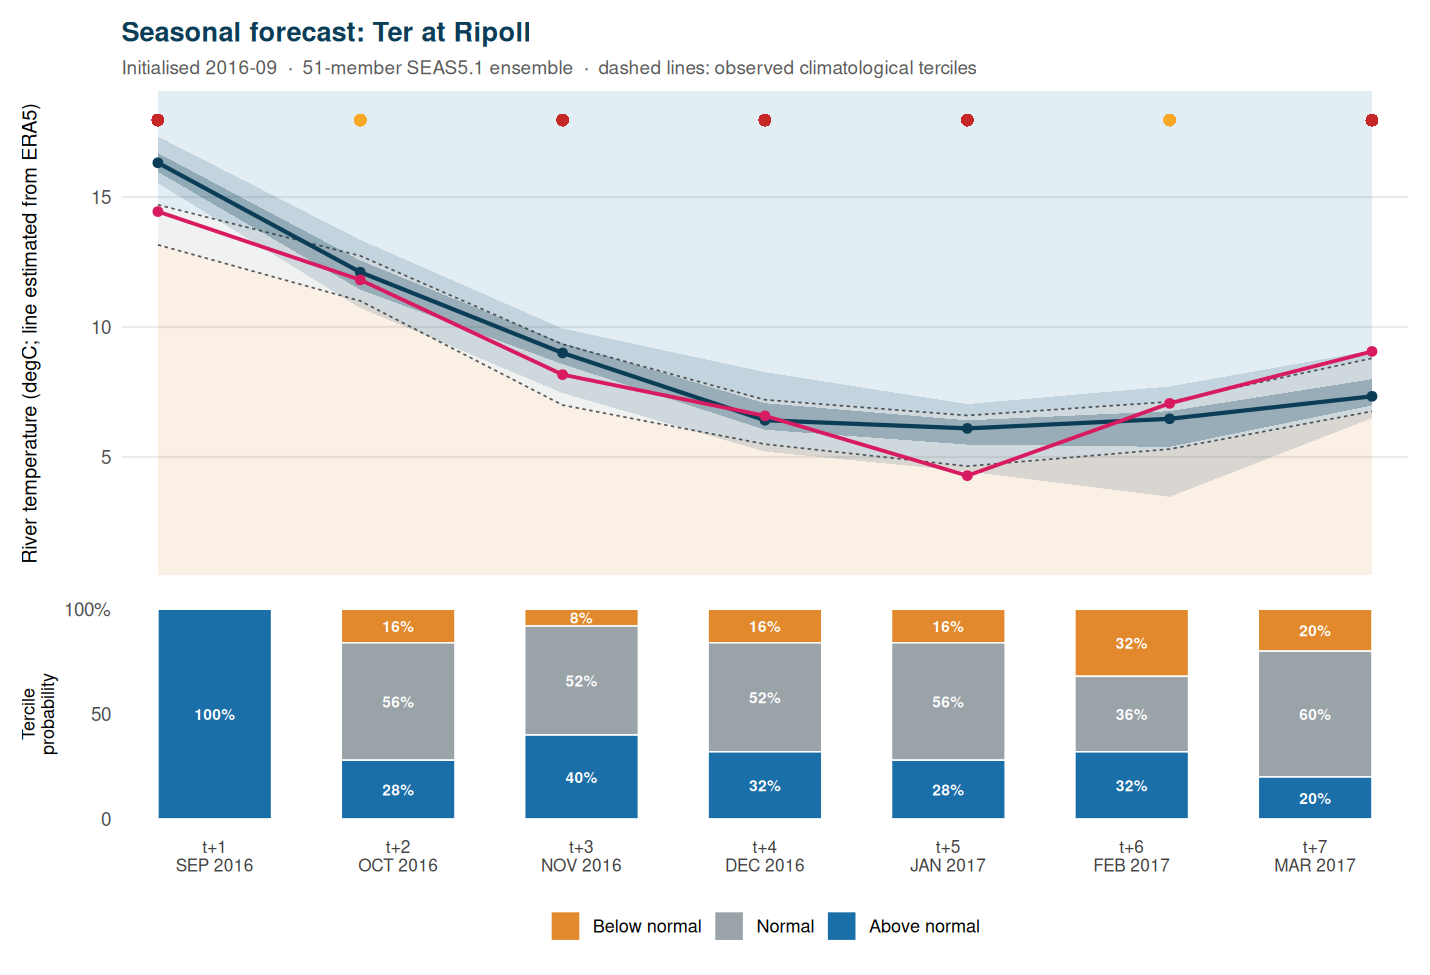 Seasonal forecast: Ter at Ripoll
Initialised 2016-09 · 51-member SEAS5.1 ensemble · dashed lines: observed climatological terciles
River temperature (degC; line estimated from ERA5)
15
10
5
100%
50
0
Tercile
probability
100%
16%
56%
28%
8%
52%
40%
16%
52%
32%
16%
56%
28%
32%
36%
32%
20%
60%
20%
t+1
SEP 2016
t+2
OCT 2016
t+3
NOV 2016
t+4
DEC 2016
t+5
JAN 2017
t+6
FEB 2017
t+7
MAR 2017
Below normal
Normal
Above normal